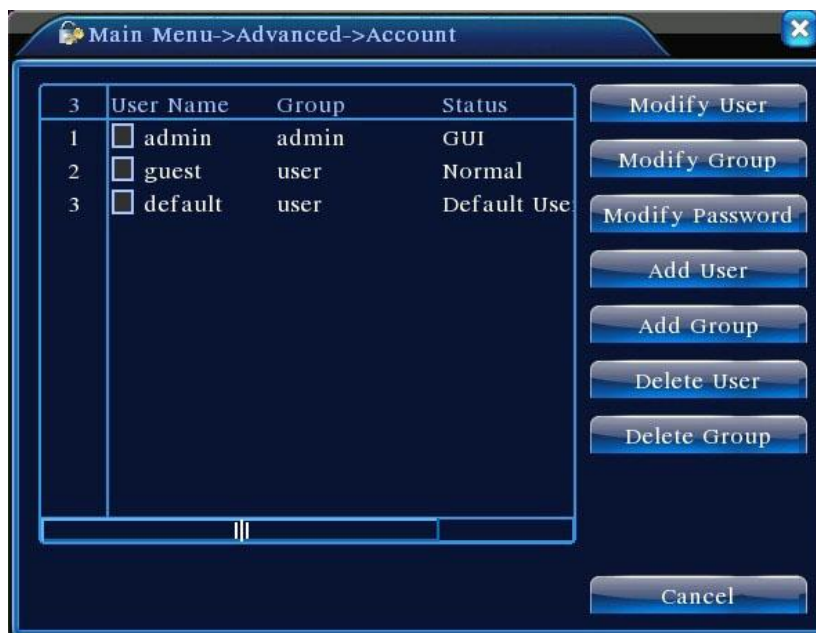 Main Menu->Advanced->Account
3 User Name Group Status
1 admin admin GUI
2 guest user Normal
3 default user Default Use
Modify User
Modify Group
Modify Password
Add User
Add Group
Delete User
Delete Group
Cancel